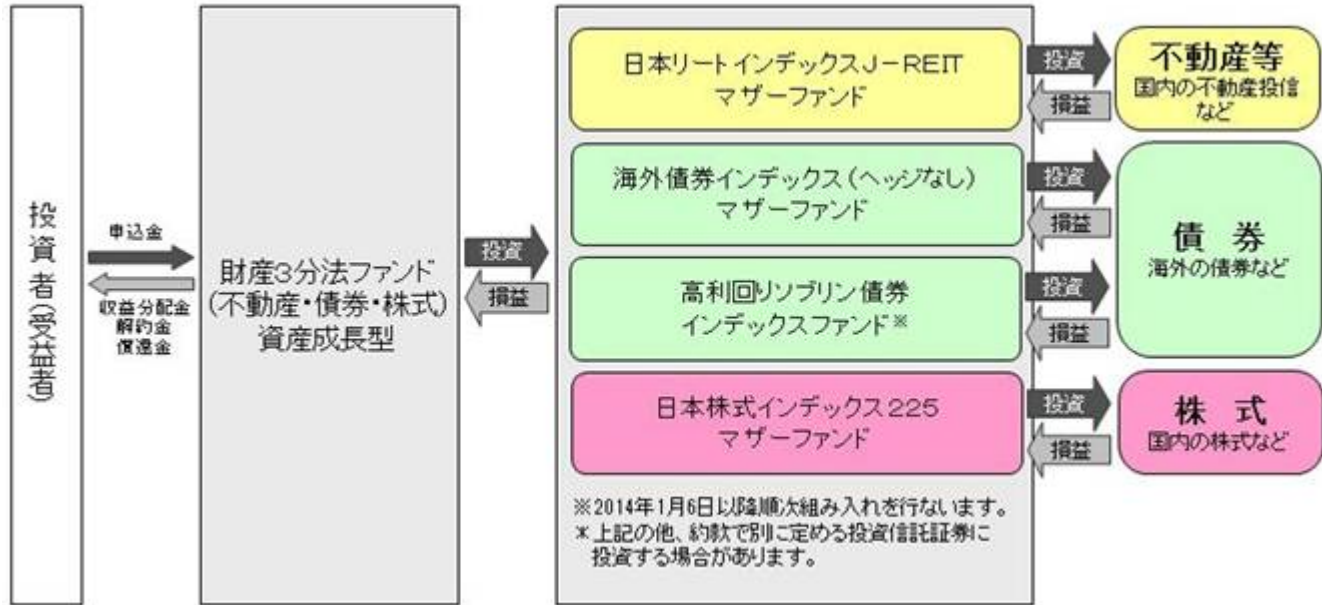 投資者(受益者)
申込金
収益分配金
解約金
償還金
財産3分法ファンド
(不動産・債券・株式)
資産成長型
投資
損益
日本リートインデックスJ-REIT
マザーファンド
投資
損益
不動産等
国内の不動産投信
など
海外債券インデックス(ヘッジなし)
マザーファンド
投資
損益
高利回りソブリン債券
インデックスファンド※
投資
損益
債 券
海外の債券など
日本株式インデックス225
マザーファンド
投資
損益
株 式
国内の株式など
※2014年1月6日以降順次組み入れを行ないます。
*上記の他、約款で別に定める投資信託証券に
投資する場合があります。